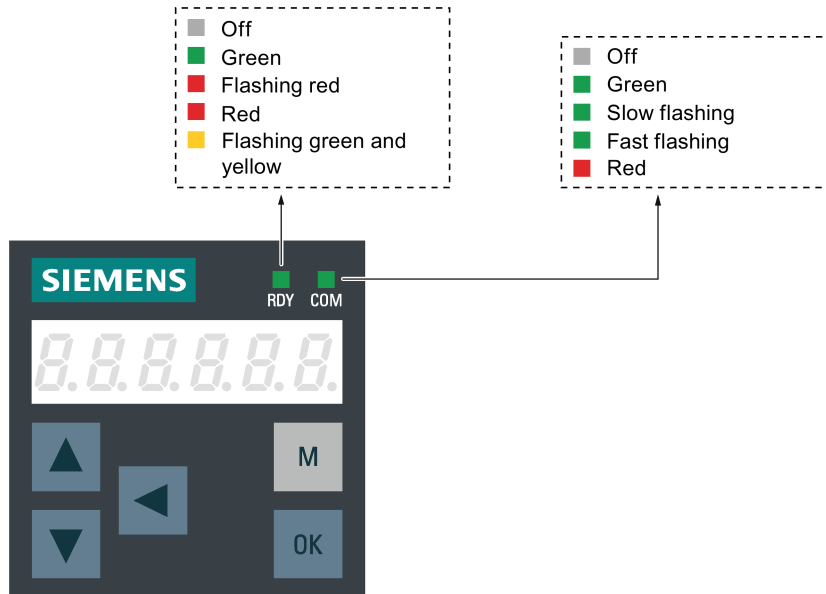 Off
Green
Flashing red
Red
Flashing green and
yellow
Off
Green
Slow flashing
Fast flashing
Red
SIEMENS
RDY COM
8.8.8.8.8.8.
M
OK